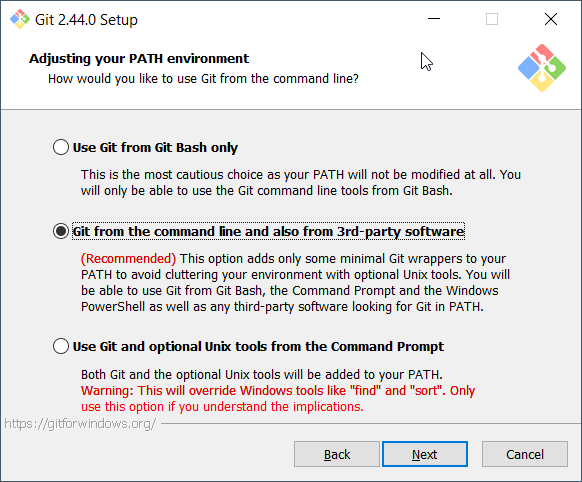 Git 2.44.0 Setup
Adjusting your PATH environment
How would you like to use Git from the command line?
Use Git from Git Bash only
This is the most cautious choice as your PATH will not be modified at all. You
will only be able to use the Git command line tools from Git Bash.
Git from the command line and also from 3rd-party software
(Recommended) This option adds only some minimal Git wrappers to your
PATH to avoid cluttering your environment with optional Unix tools. You will
be able to use Git from Git Bash, the Command Prompt and the Windows
PowerShell as well as any third-party software looking for Git in PATH.
Use Git and optional Unix tools from the Command Prompt
Both Git and the optional Unix tools will be added to your PATH.
Warning: This will override Windows tools like "find" and "sort". Only
use this option if you understand the implications.
https://gitforwindows.org/
Back
Next
Cancel